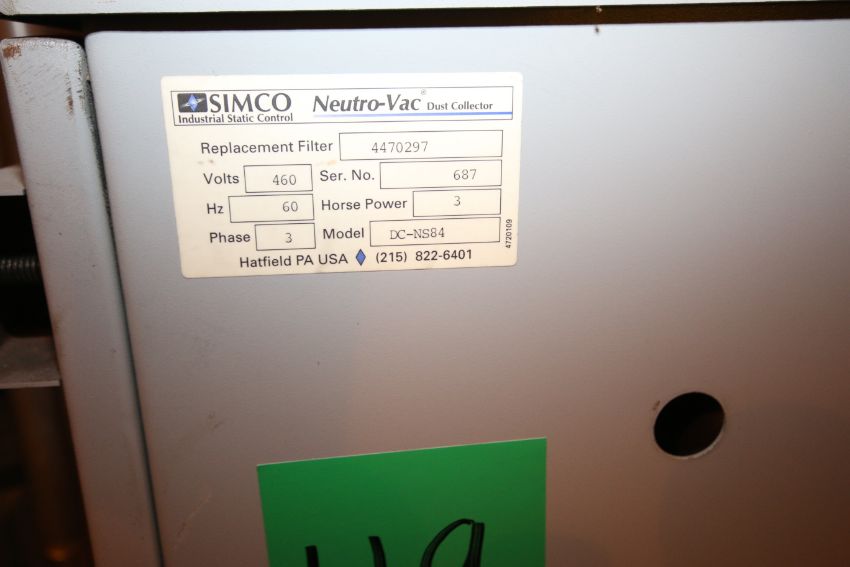 SIMCO Neutro-Vac® Dust Collector
Industrial Static Control
Replacement Filter 4470297
Volts 460 Ser. No. 687
Hz 60 Horse Power 3
Phase 3 Model DC-NS84
4720109
Hatfield PA USA (215) 822-6401